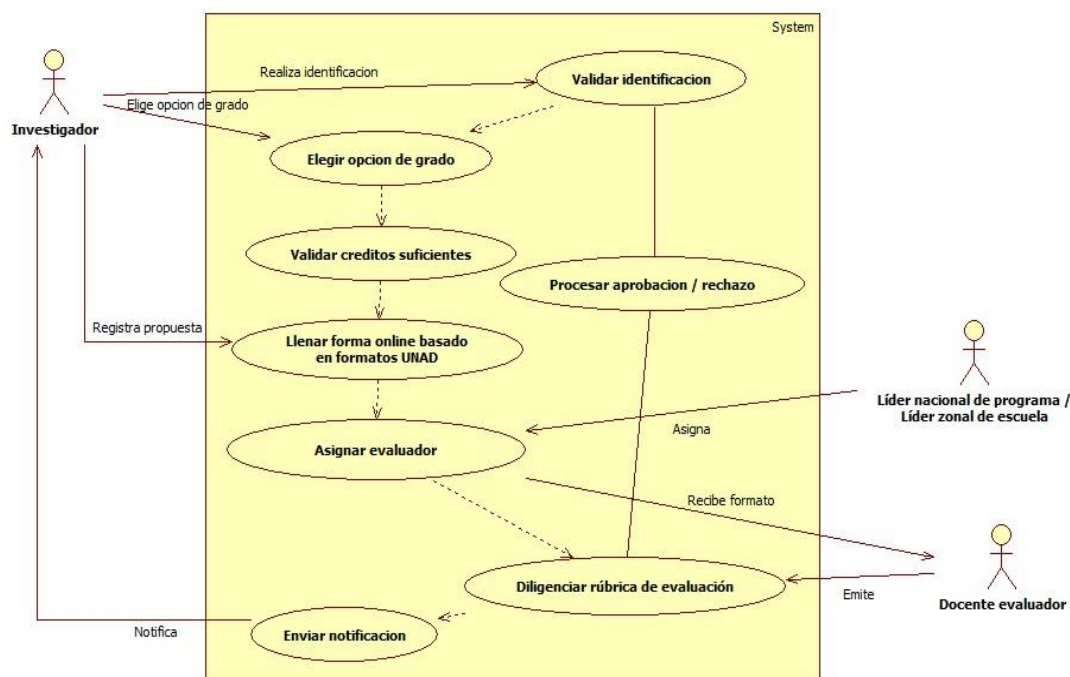 System
Realiza identificacion
Validar identificacion
Elige opcion de grado
Investigador
Elegir opcion de grado
Validar creditos suficientes
Procesar aprobacion / rechazo
Registra propuesta
Llenar forma online basado
en formatos UNAD
Líder nacional de programa /
Líder zonal de escuela
Asigna
Asignar evaluador
Recibe formato
Diligenciar rúbrica de evaluación
Emite
Docente evaluador
Notifica
Enviar notificacion